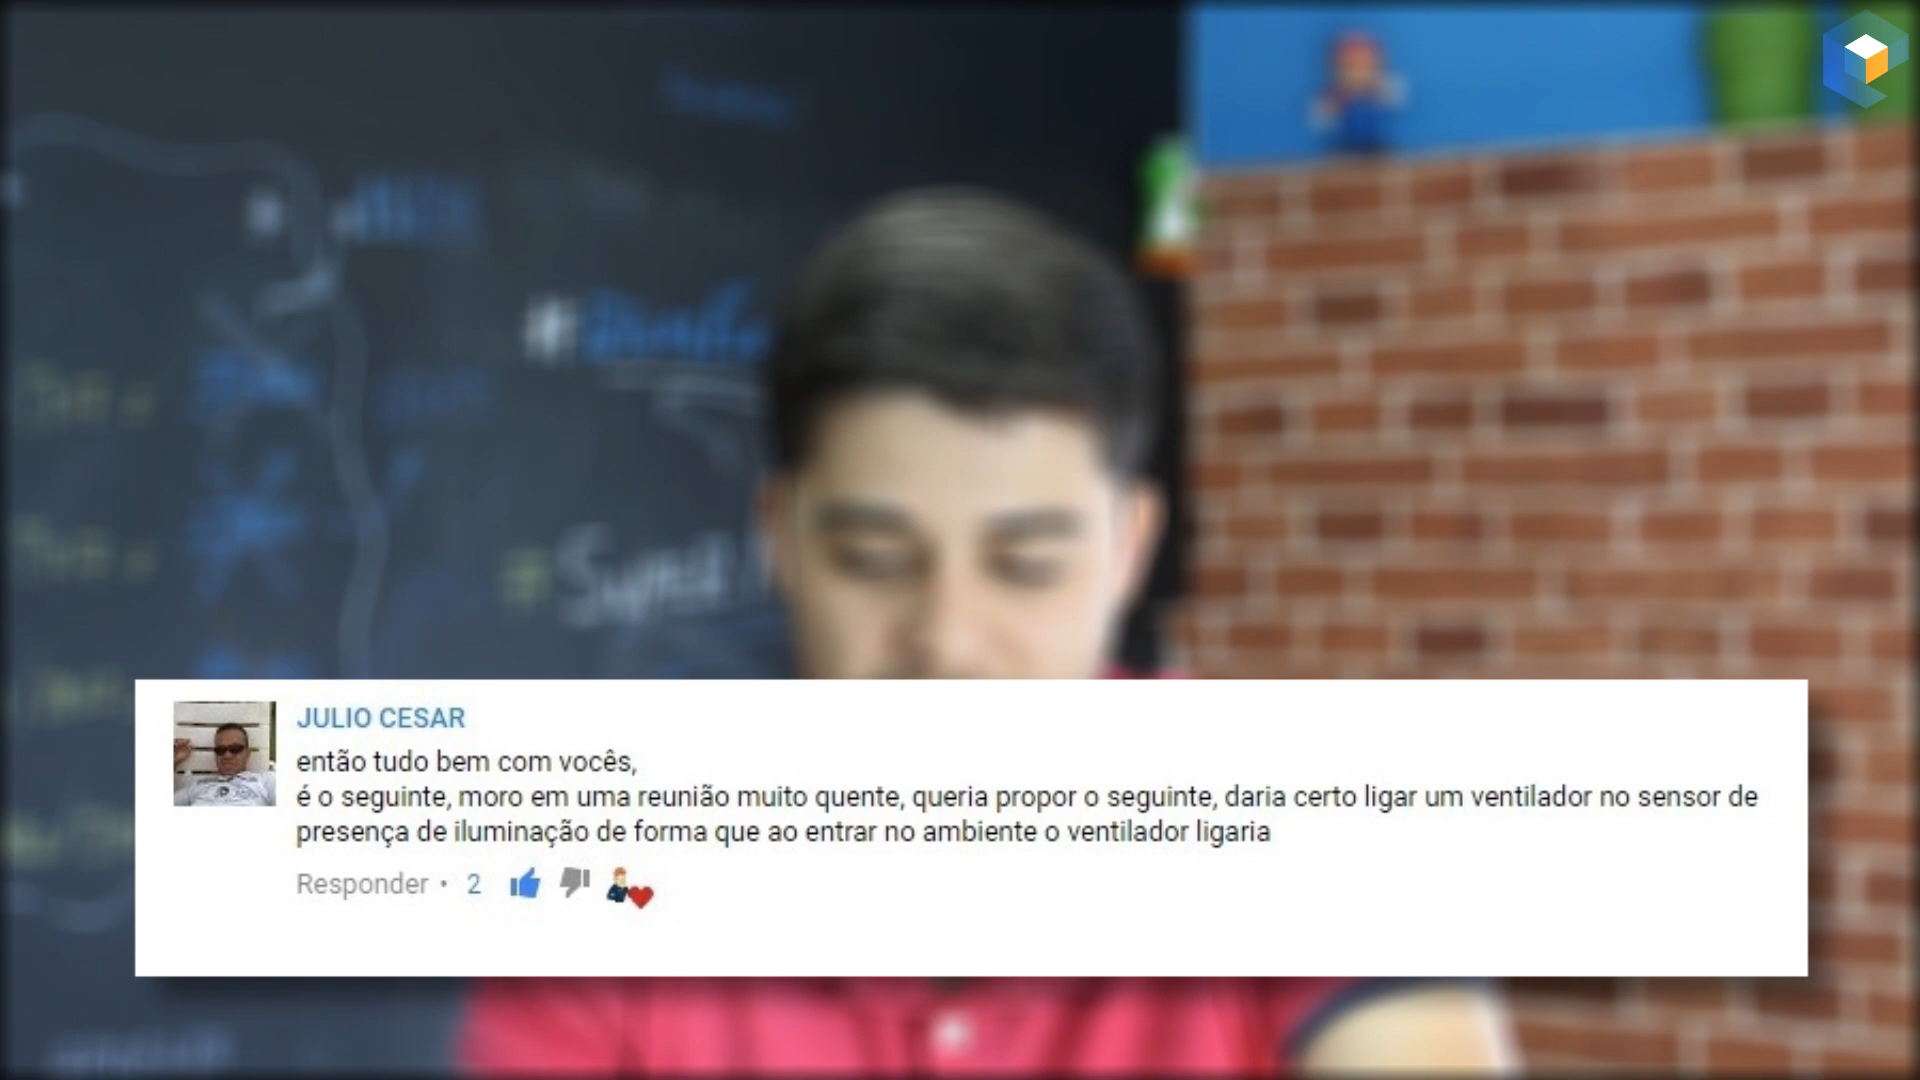 JULIO CESAR
então tudo bem com vocês,
é o seguinte, moro em uma reunião muito quente, queria propor o seguinte, daria certo ligar um ventilador no sensor de
presença de iluminação de forma que ao entrar no ambiente o ventilador ligaria
Responder • 2